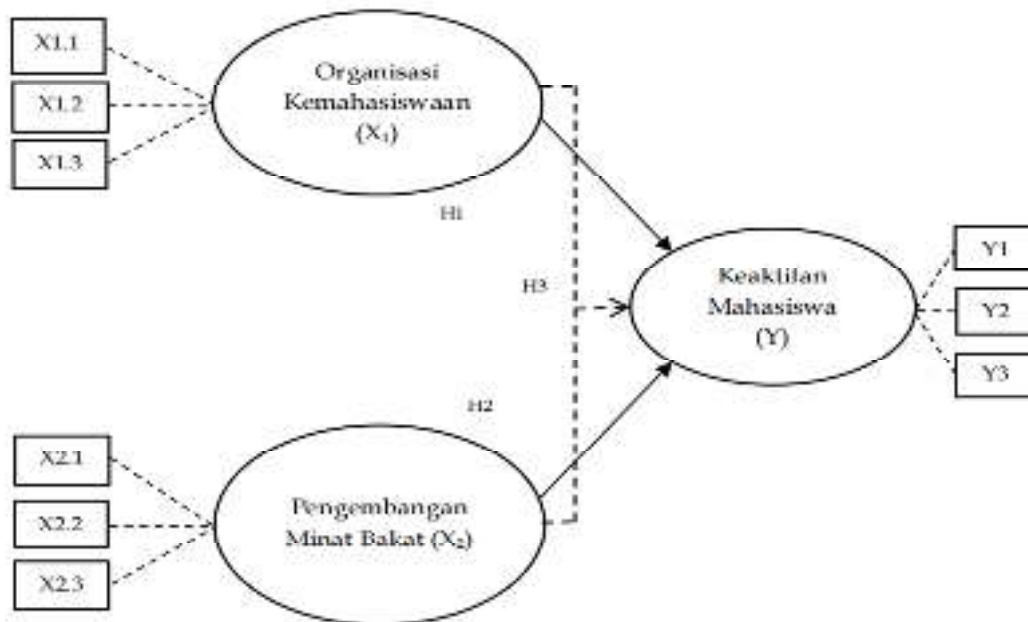 X1.1
X1.2
X1.3
Organisasi
Kemahasiswaan
(X₁)
H1
H3
Keaktifan
Mahasiswa
(Y)
Y1
Y2
Y3
H2
X2.1
X2.2
X2.3
Pengembangan
Minat Bakat (X₂)